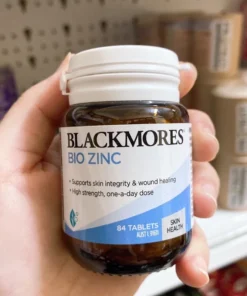 BLACKMORES®
BIO ZINC
• Supports skin integrity & wound healing
• High strength, one-a-day dose
84 TABLETS
SKIN
HEALTH